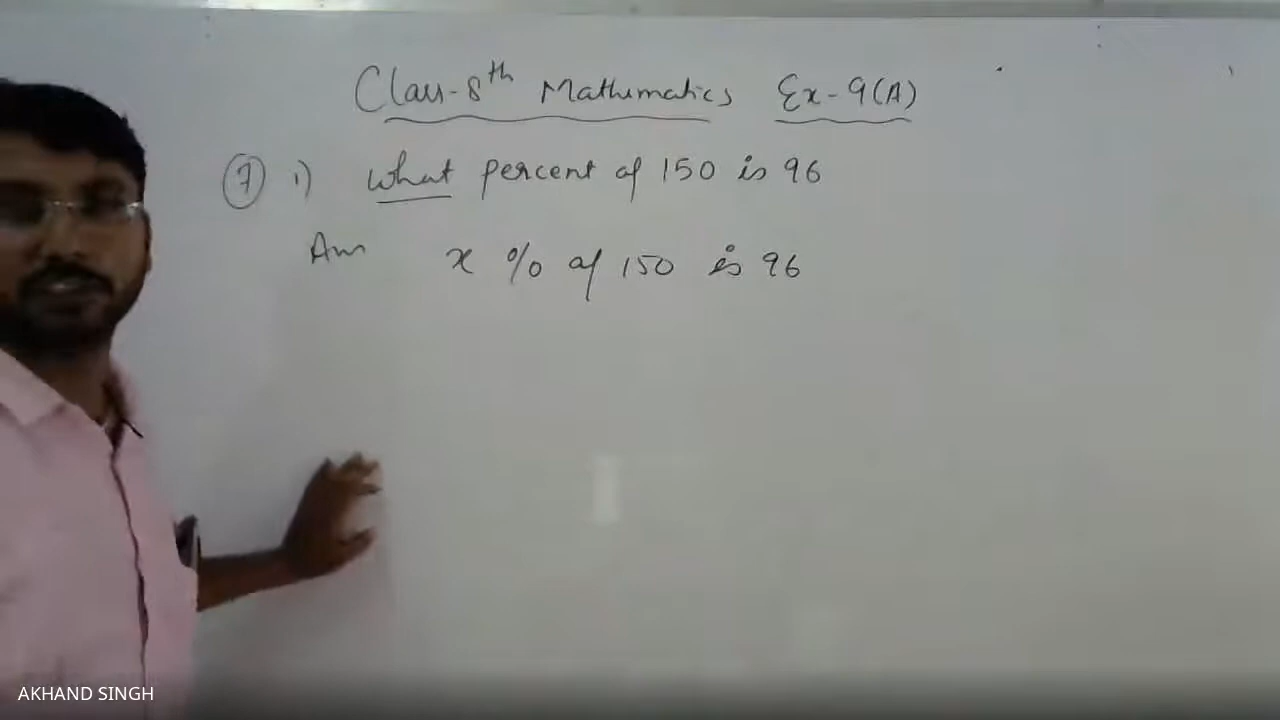 Class-8th Mathematics Ex-9(A)
7 i) What percent of 150 is 96
Ans x % of 150 is 96
AKHAND SINGH